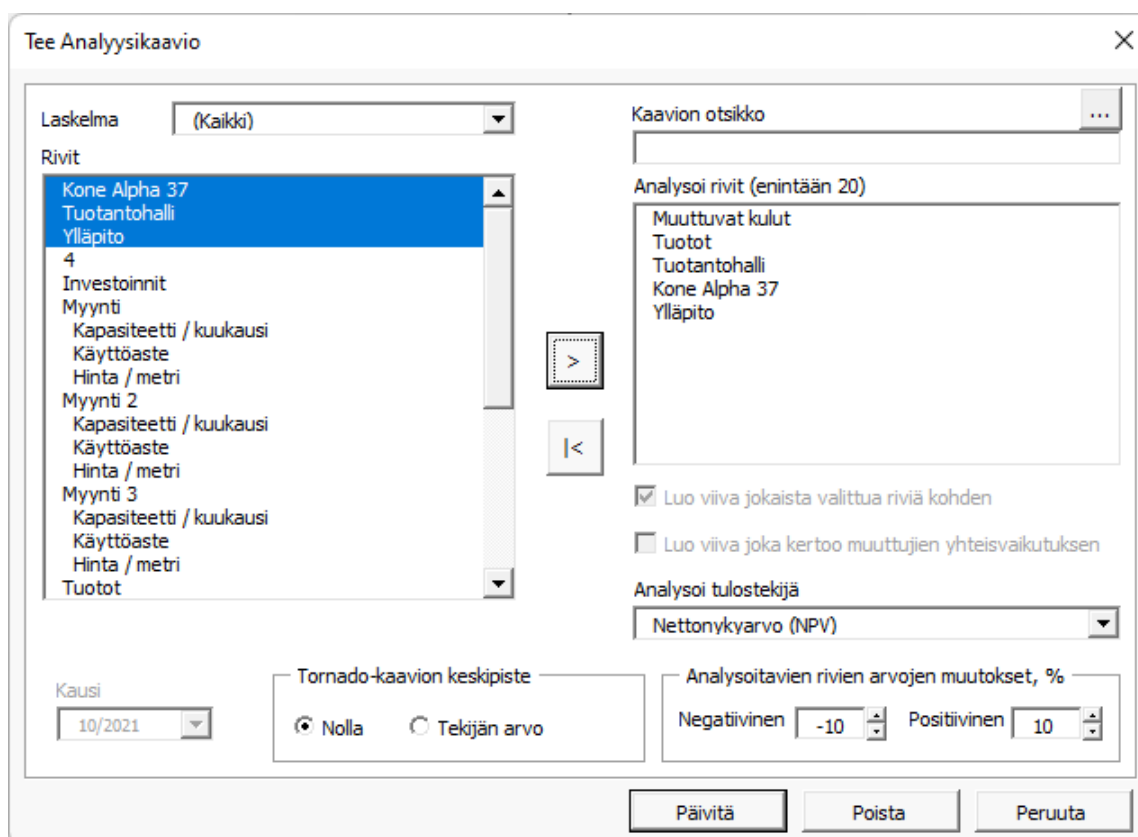 Tee Analyysikaavio
Laskelma (Kaikki)
Rivit
Kone Alpha 37
Tuotantohalli
Ylläpito
4
Investoinnit
Myynti
Kapasiteetti / kuukausi
Käyttöaste
Hinta / metri
Myynti 2
Kapasiteetti / kuukausi
Käyttöaste
Hinta / metri
Myynti 3
Kapasiteetti / kuukausi
Käyttöaste
Hinta / metri
Tuotot
>
|<
Kaavion otsikko ...
Analysoi rivit (enintään 20)
Muuttuvat kulut
Tuotot
Tuotantohalli
Kone Alpha 37
Ylläpito
Luo viiva jokaista valittua riviä kohden
Luo viiva joka kertoo muuttujien yhteisvaikutuksen
Analysoi tulostekijä
Nettonykyarvo (NPV)
Kausi
10/2021
Tornado-kaavion keskipiste
Nolla Tekijän arvo
Analysoitavien rivien arvojen muutokset, %
Negatiivinen -10 Positiivinen 10
Päivitä Poista Peruuta